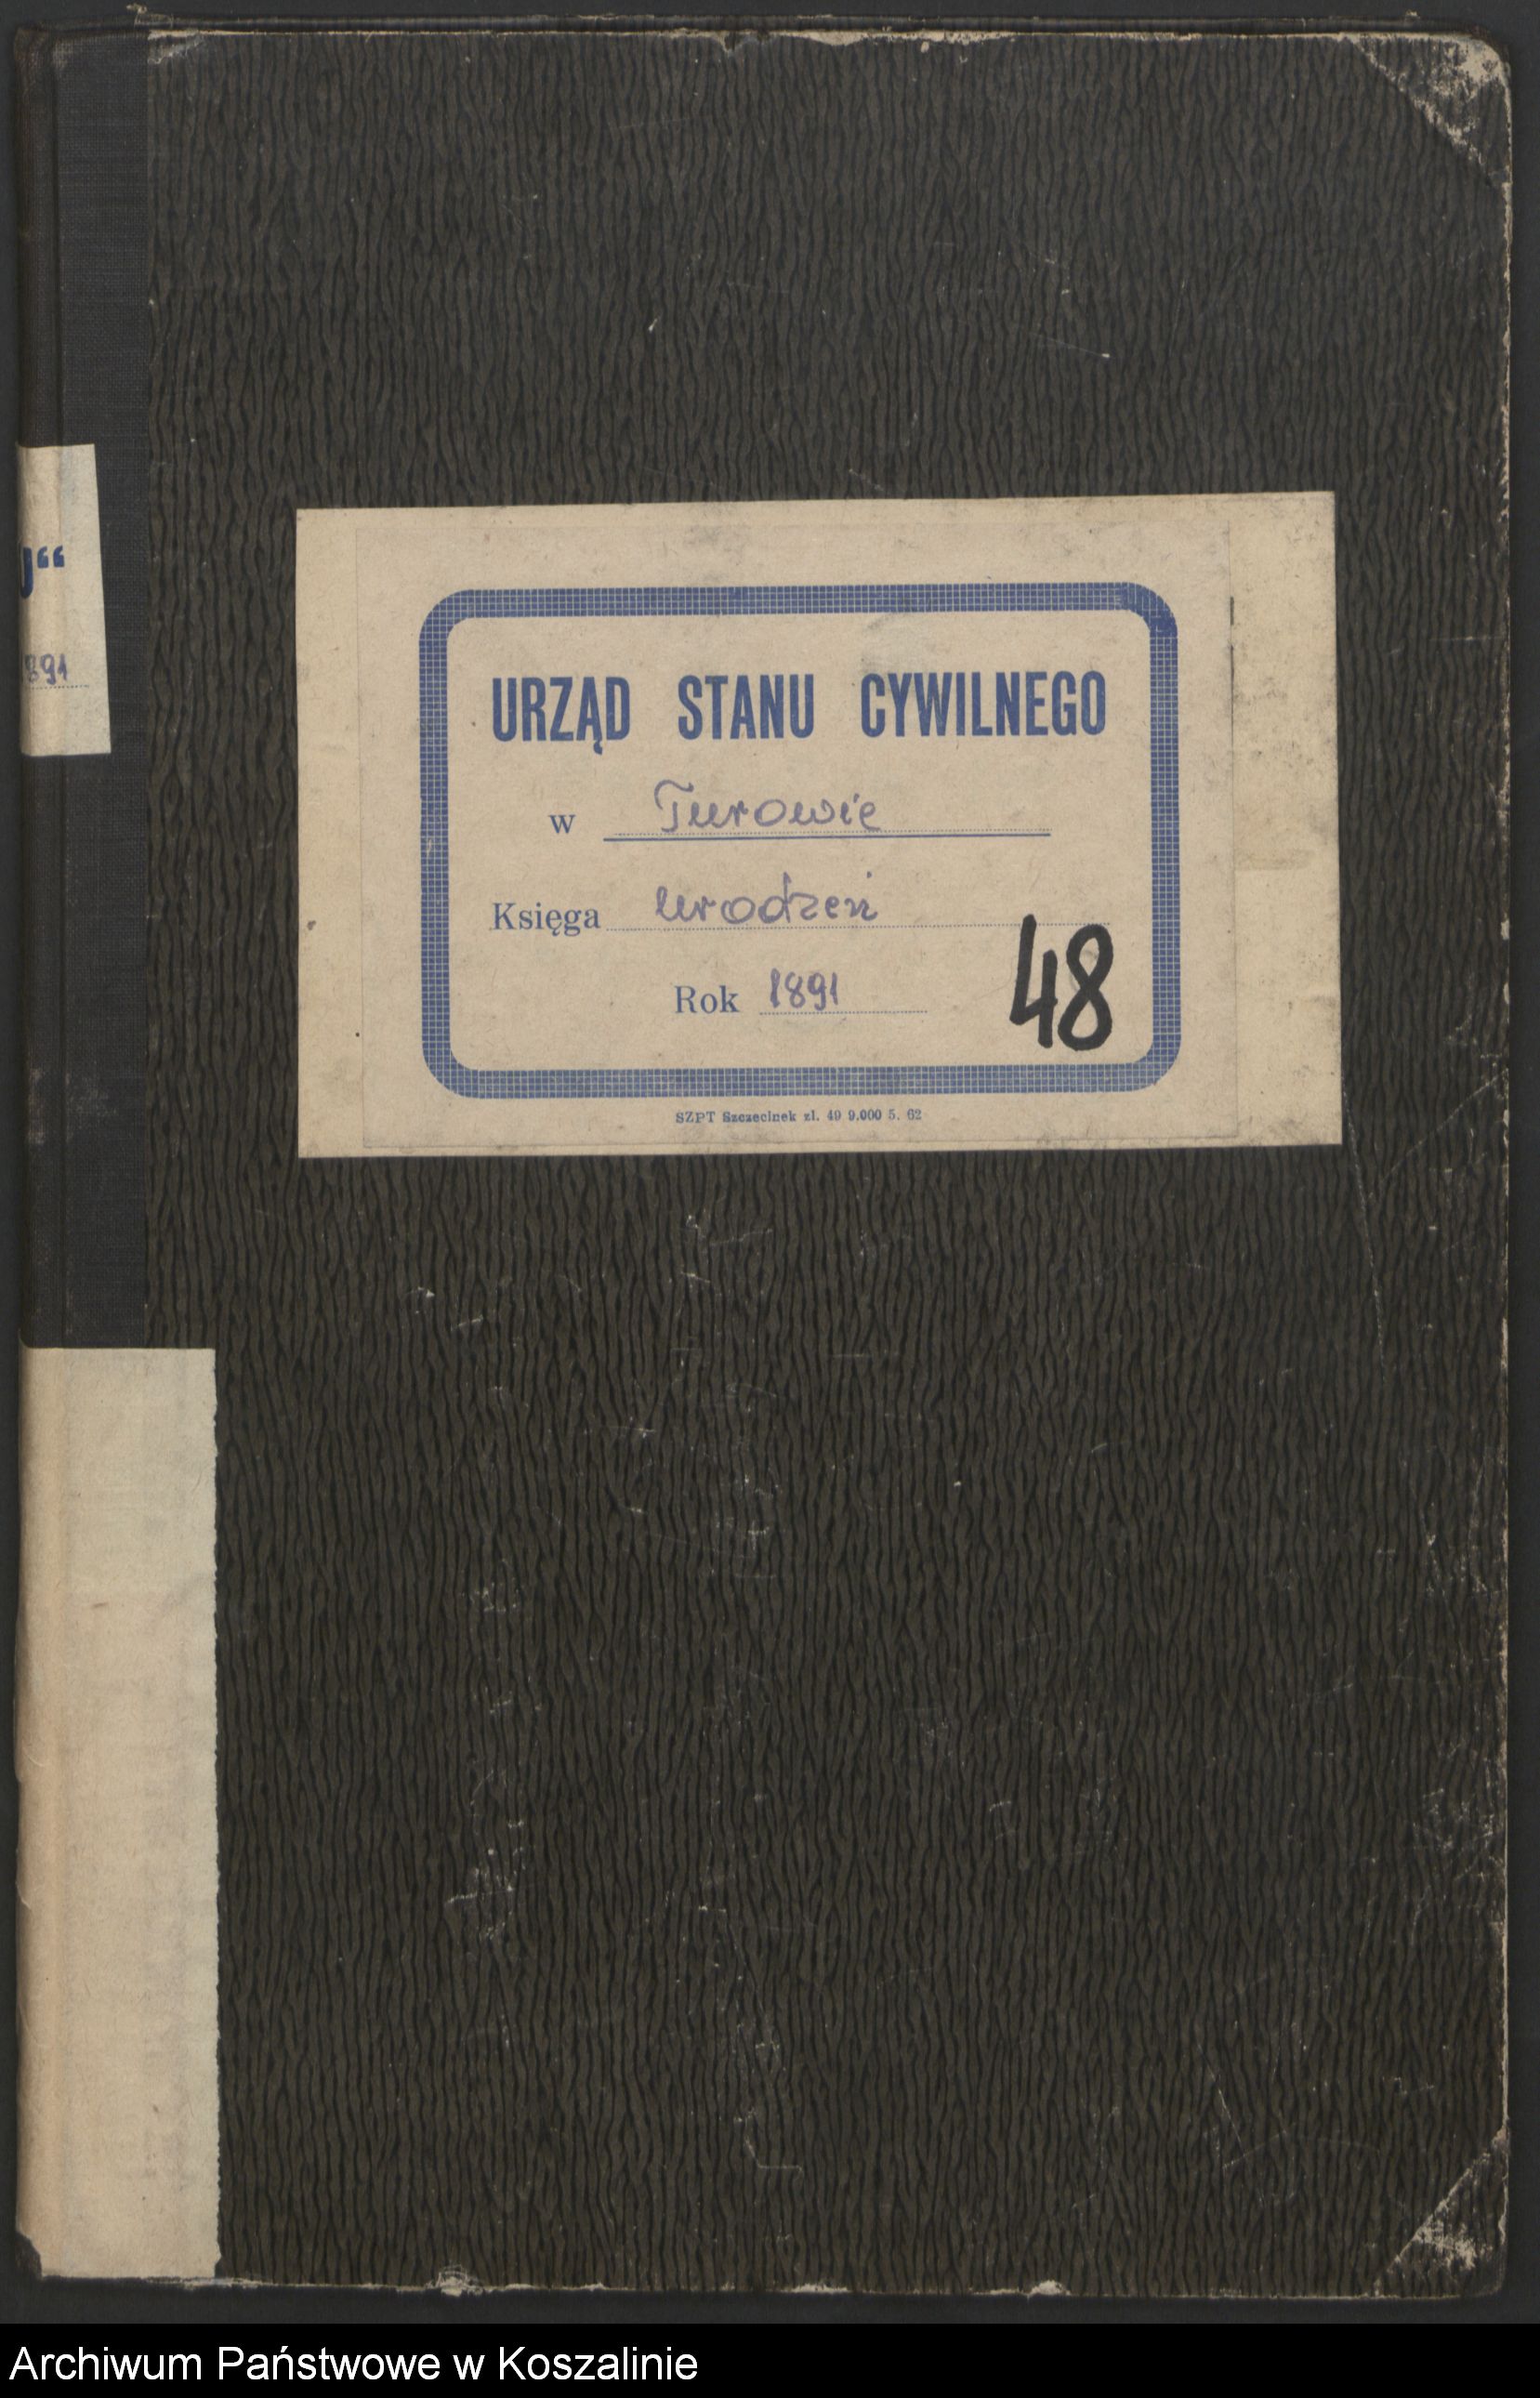 U“
1891
URZĄD STANU CYWILNEGO
w Turowie
Księga urodzeń
Rok 1891
48
SZPT Szczecinek zl. 49 9.000 5. 62
Archiwum Państwowe w Koszalinie